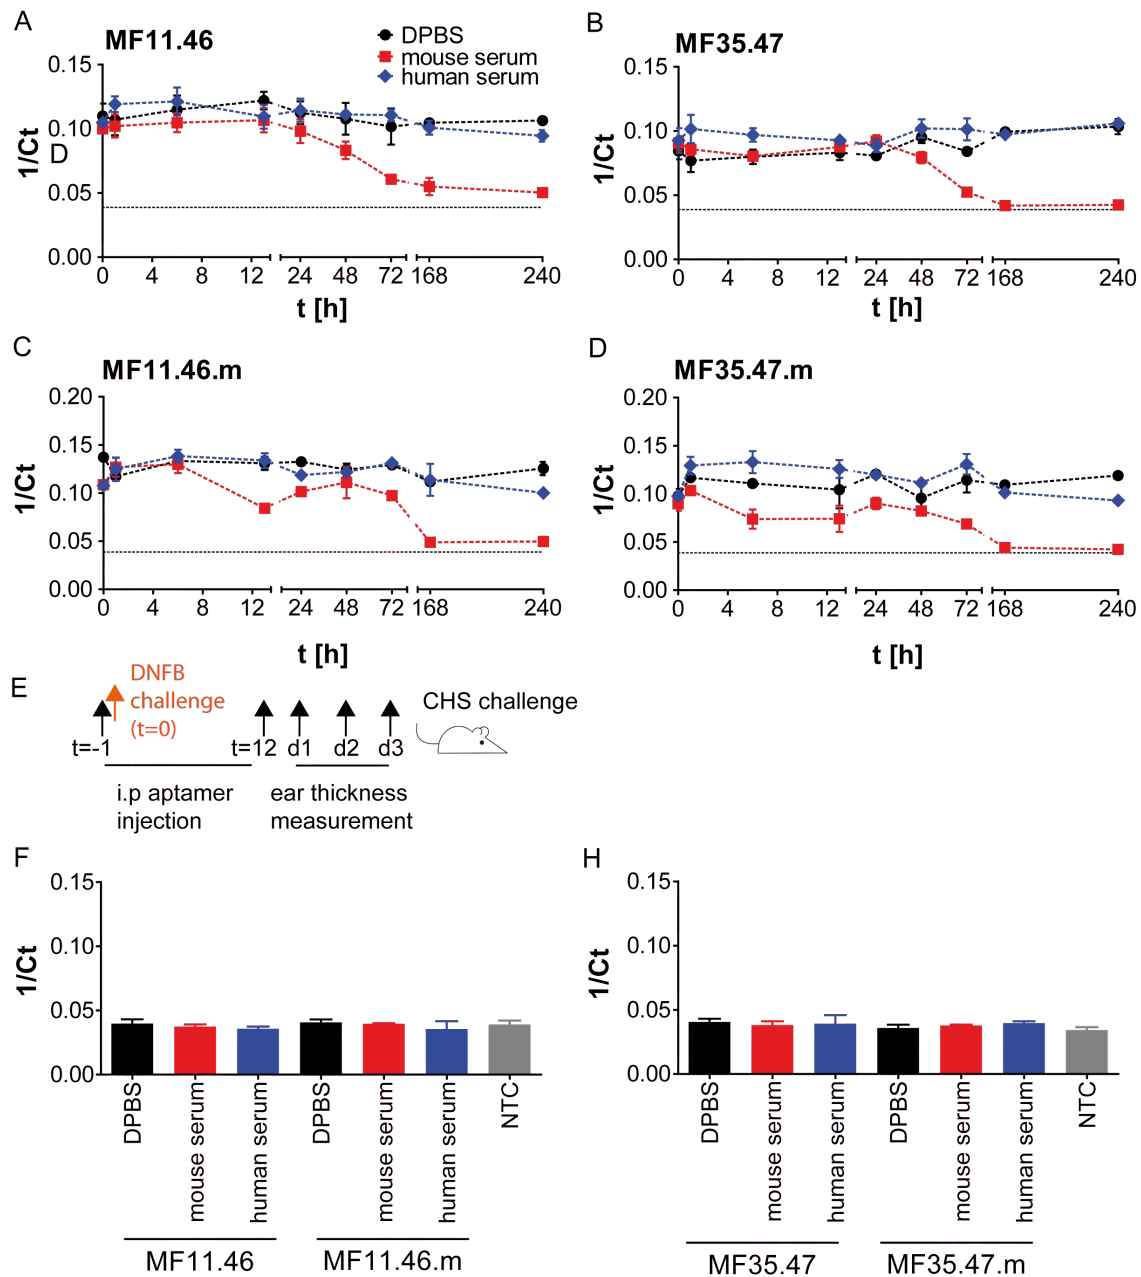 A
MF11.46
DPBS
mouse serum
human serum
0.15
0.10
D
0.05
0.00
1/Ct
0 4 8 12 24 48 72 168 240
t [h]
B
MF35.47
0.15
0.10
0.05
0.00
1/Ct
0 4 8 12 24 48 72 168 240
t [h]
C
MF11.46.m
0.20
0.15
0.10
0.05
0.00
1/Ct
0 4 8 12 24 48 72 168 240
t [h]
D
MF35.47.m
0.20
0.15
0.10
0.05
0.00
1/Ct
0 4 8 12 24 48 72 168 240
t [h]
E
DNFB
challenge
(t=0)
CHS challenge
t=-1 t=12 d1 d2 d3
i.p aptamer
injection
ear thickness
measurement
F
0.15
0.10
0.05
0.00
1/Ct
DPBS
mouse serum
human serum
DPBS
mouse serum
human serum
NTC
MF11.46
MF11.46.m
H
0.15
0.10
0.05
0.00
1/Ct
DPBS
mouse serum
human serum
DPBS
mouse serum
human serum
NTC
MF35.47
MF35.47.m